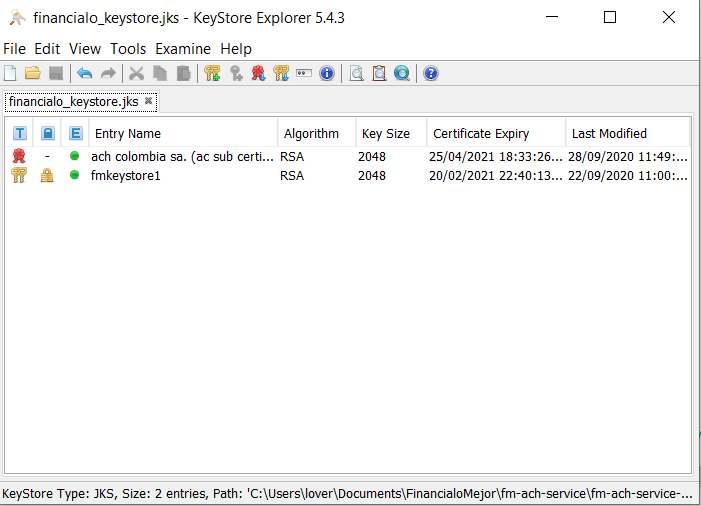 financialo_keystore.jks - KeyStore Explorer 5.4.3
File Edit View Tools Examine Help
financialo_keystore.jks
T E Entry Name Algorithm Key Size Certificate Expiry Last Modified
- ach colombia sa. (ac sub certi... RSA 2048 25/04/2021 18:33:26... 28/09/2020 11:49:...
fmkeystore1 RSA 2048 20/02/2021 22:40:13... 22/09/2020 11:00:...
KeyStore Type: JKS, Size: 2 entries, Path: 'C:\Users\lover\Documents\FinancialoMejor\fm-ach-service\fm-ach-service-...